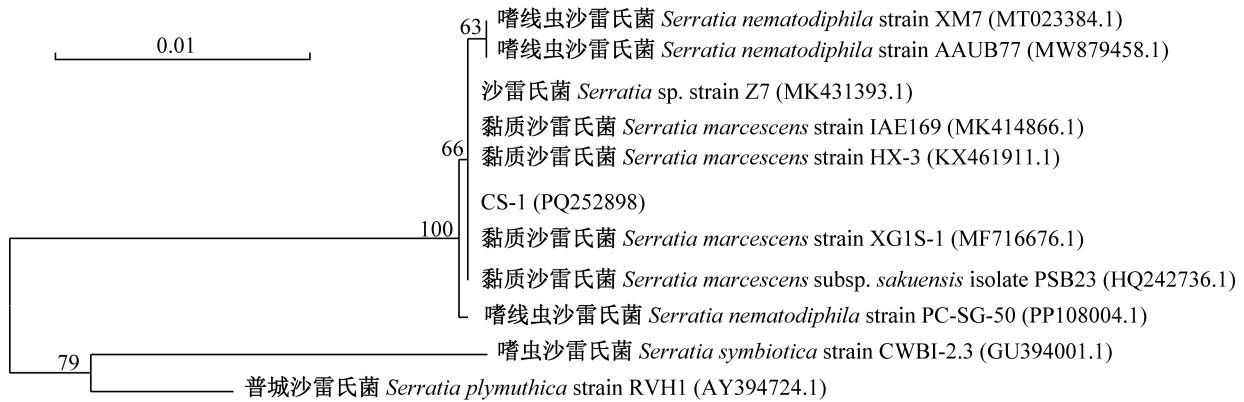 嗜线虫沙雷氏菌 Serratia nematodiphila strain XM7 (MT023384.1)
63
0.01
嗜线虫沙雷氏菌 Serratia nematodiphila strain AAUB77 (MW879458.1)
沙雷氏菌 Serratia sp. strain Z7 (MK431393.1)
黏质沙雷氏菌 Serratia marcescens strain IAE169 (MK414866.1)
66
黏质沙雷氏菌 Serratia marcescens strain HX-3 (KX461911.1)
CS-1 (PQ252898)
100
黏质沙雷氏菌 Serratia marcescens strain XG1S-1 (MF716676.1)
黏质沙雷氏菌 Serratia marcescens subsp. sakuensis isolate PSB23 (HQ242736.1)
嗜线虫沙雷氏菌 Serratia nematodiphila strain PC-SG-50 (PP108004.1)
嗜虫沙雷氏菌 Serratia symbiotica strain CWBI-2.3 (GU394001.1)
79
普城沙雷氏菌 Serratia plymuthica strain RVH1 (AY394724.1)